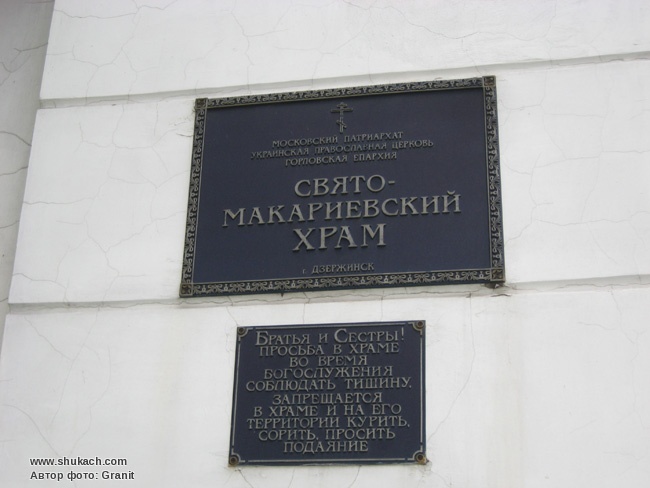 МОСКОВСКИЙ ПАТРИАРХАТ
УКРАИНСКАЯ ПРАВОСЛАВНАЯ ЦЕРКОВЬ
ГОРЛОВСКАЯ ЕПАРХИЯ
СВЯТО-
МАКАРИЕВСКИЙ
ХРАМ
г. ДЗЕРЖИНСК
БРАТЬЯ И СЕСТРЫ!
ПРОСЬБА В ХРАМЕ
ВО ВРЕМЯ
БОГОСЛУЖЕНИЯ
СОБЛЮДАТЬ ТИШИНУ.
ЗАПРЕЩАЕТСЯ
В ХРАМЕ И НА ЕГО
ТЕРРИТОРИИ КУРИТЬ,
СОРИТЬ, ПРОСИТЬ
ПОДАЯНИЕ
www.shukach.com
Автор фото: Granit